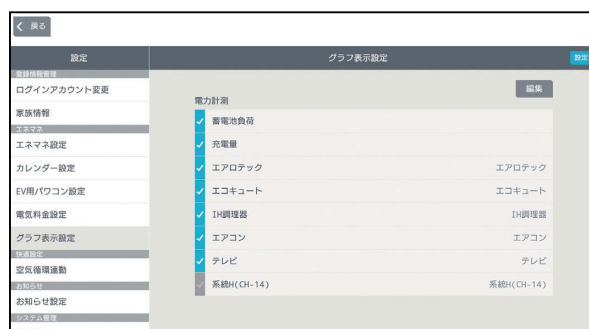 戻る
設定
グラフ表示設定
設定
登録情報管理
ログインアカウント変更
家族情報
エネマネ
エネマネ設定
カレンダー設定
EV用パワコン設定
電気料金設定
グラフ表示設定
快適設定
空気循環連動
お知らせ
お知らせ設定
システム管理
編集
電力計測
蓄電池負荷
充電量
エアロテック エアロテック
エコキュート エコキュート
IH調理器 IH調理器
エアコン エアコン
テレビ テレビ
系統H(CH-14) 系統H(CH-14)